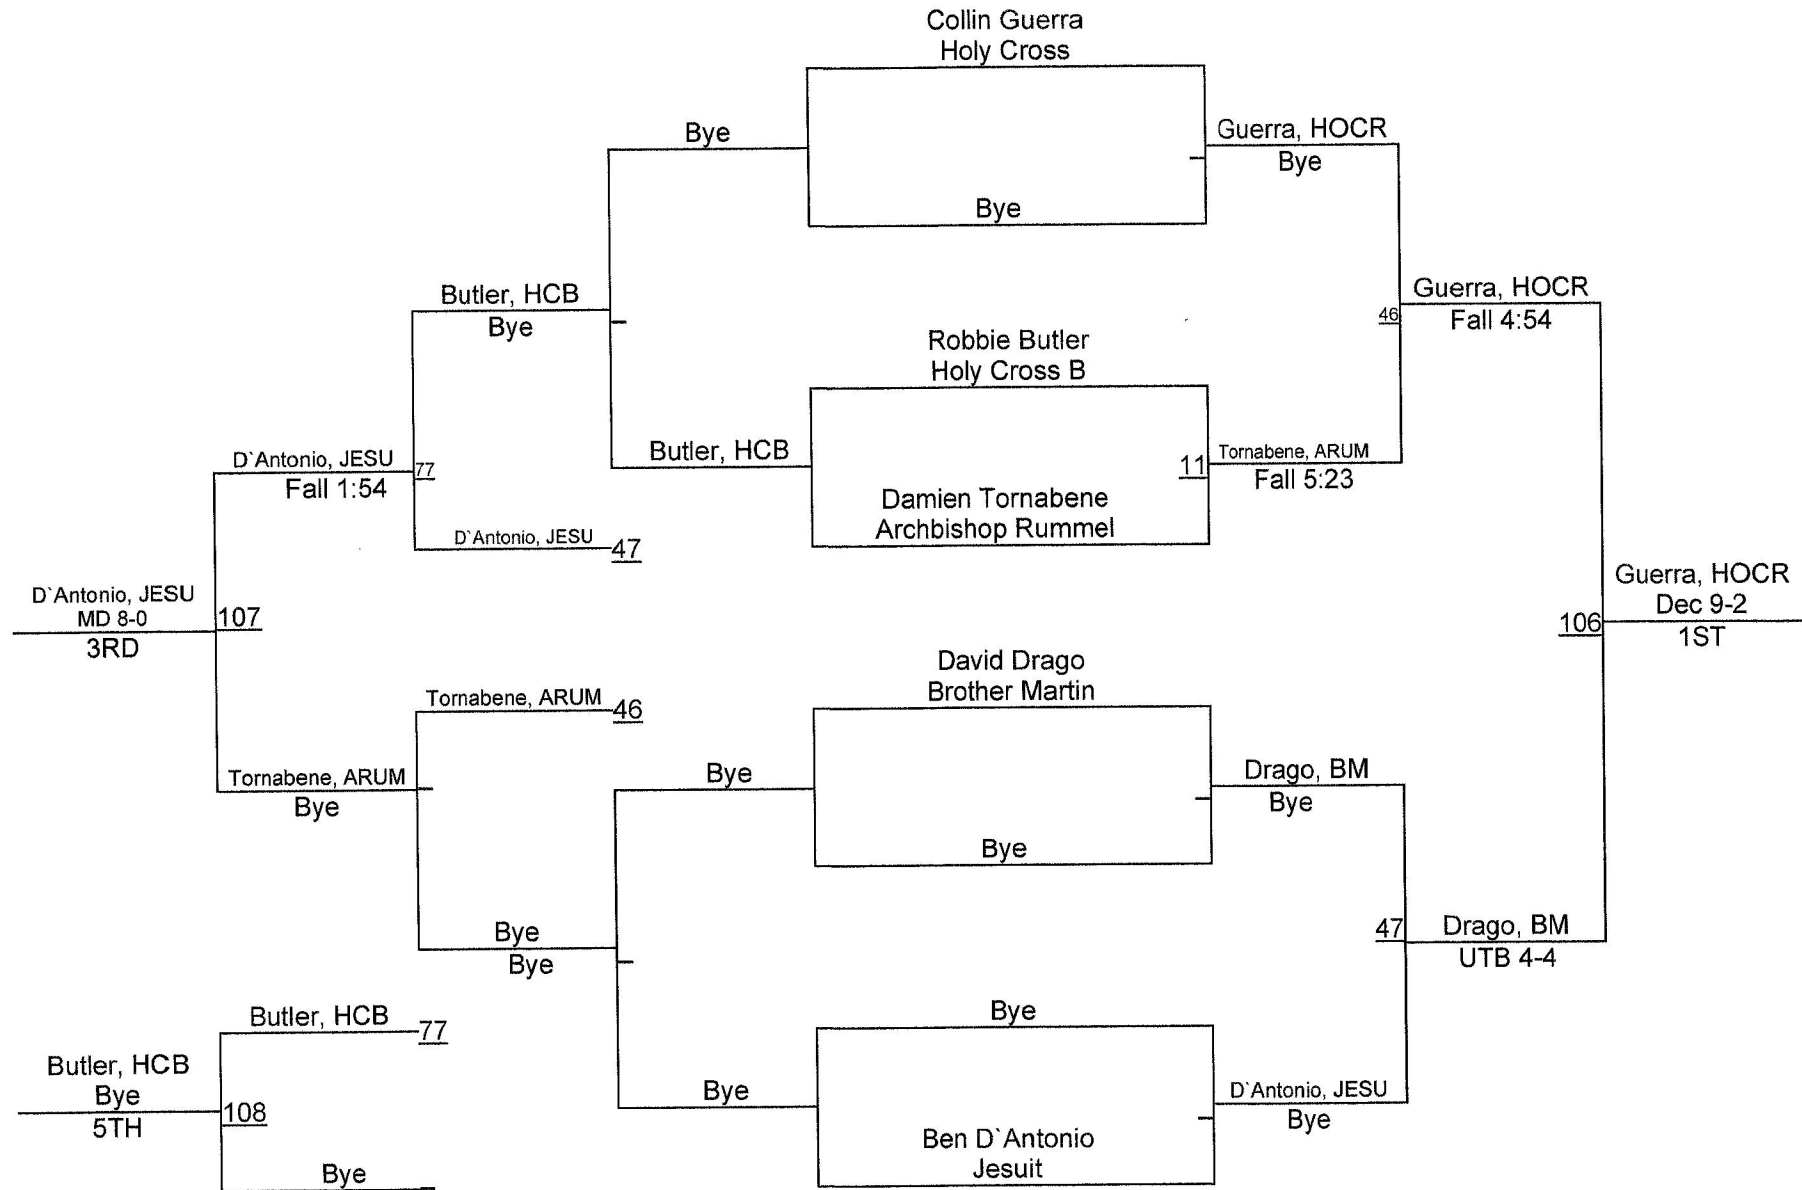 Collin Guerra
Holy Cross
Bye
Guerra, HOCR
Bye
Bye
Butler, HCB
Bye
Guerra, HOCR
46
Fall 4:54
Robbie Butler
Holy Cross B
Butler, HCB
11
Tornabene, ARUM
Fall 5:23
D`Antonio, JESU
77
Fall 1:54
Damien Tornabene
Archbishop Rummel
D`Antonio, JESU
47
D`Antonio, JESU
MD 8-0
107
3RD
Guerra, HOCR
Dec 9-2
106
1ST
David Drago
Brother Martin
Tornabene, ARUM
46
Tornabene, ARUM
Bye
Bye
Drago, BM
Bye
Bye
Bye
Bye
47
Drago, BM
UTB 4-4
Butler, HCB
77
Bye
Butler, HCB
Bye
108
5TH
Bye
D`Antonio, JESU
Bye
Ben D`Antonio
Jesuit
Bye